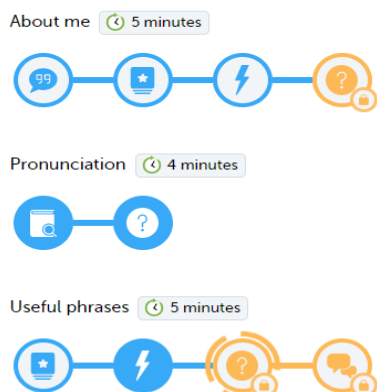 About me 5 minutes
Pronunciation 4 minutes
Useful phrases 5 minutes